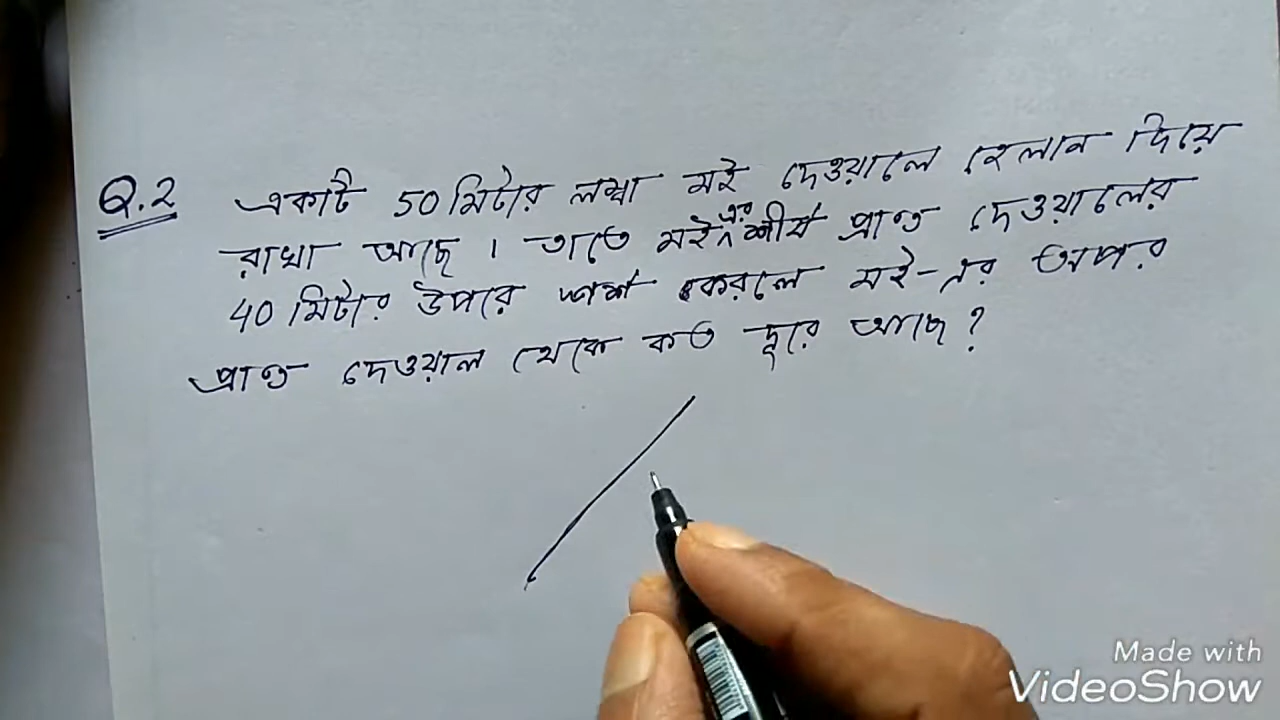 Q.2 একটি 50 মিটার লম্বা মই দেওয়ালে হেলান দিয়ে
রাখা আছে। তাতে মই এর শীর্ষ প্রান্ত দেওয়ালের
40 মিটার উপরে স্পর্শ করলে মই-এর অপর
প্রান্ত দেওয়াল থেকে কত দূরে আছে?
Made with
VideoShow